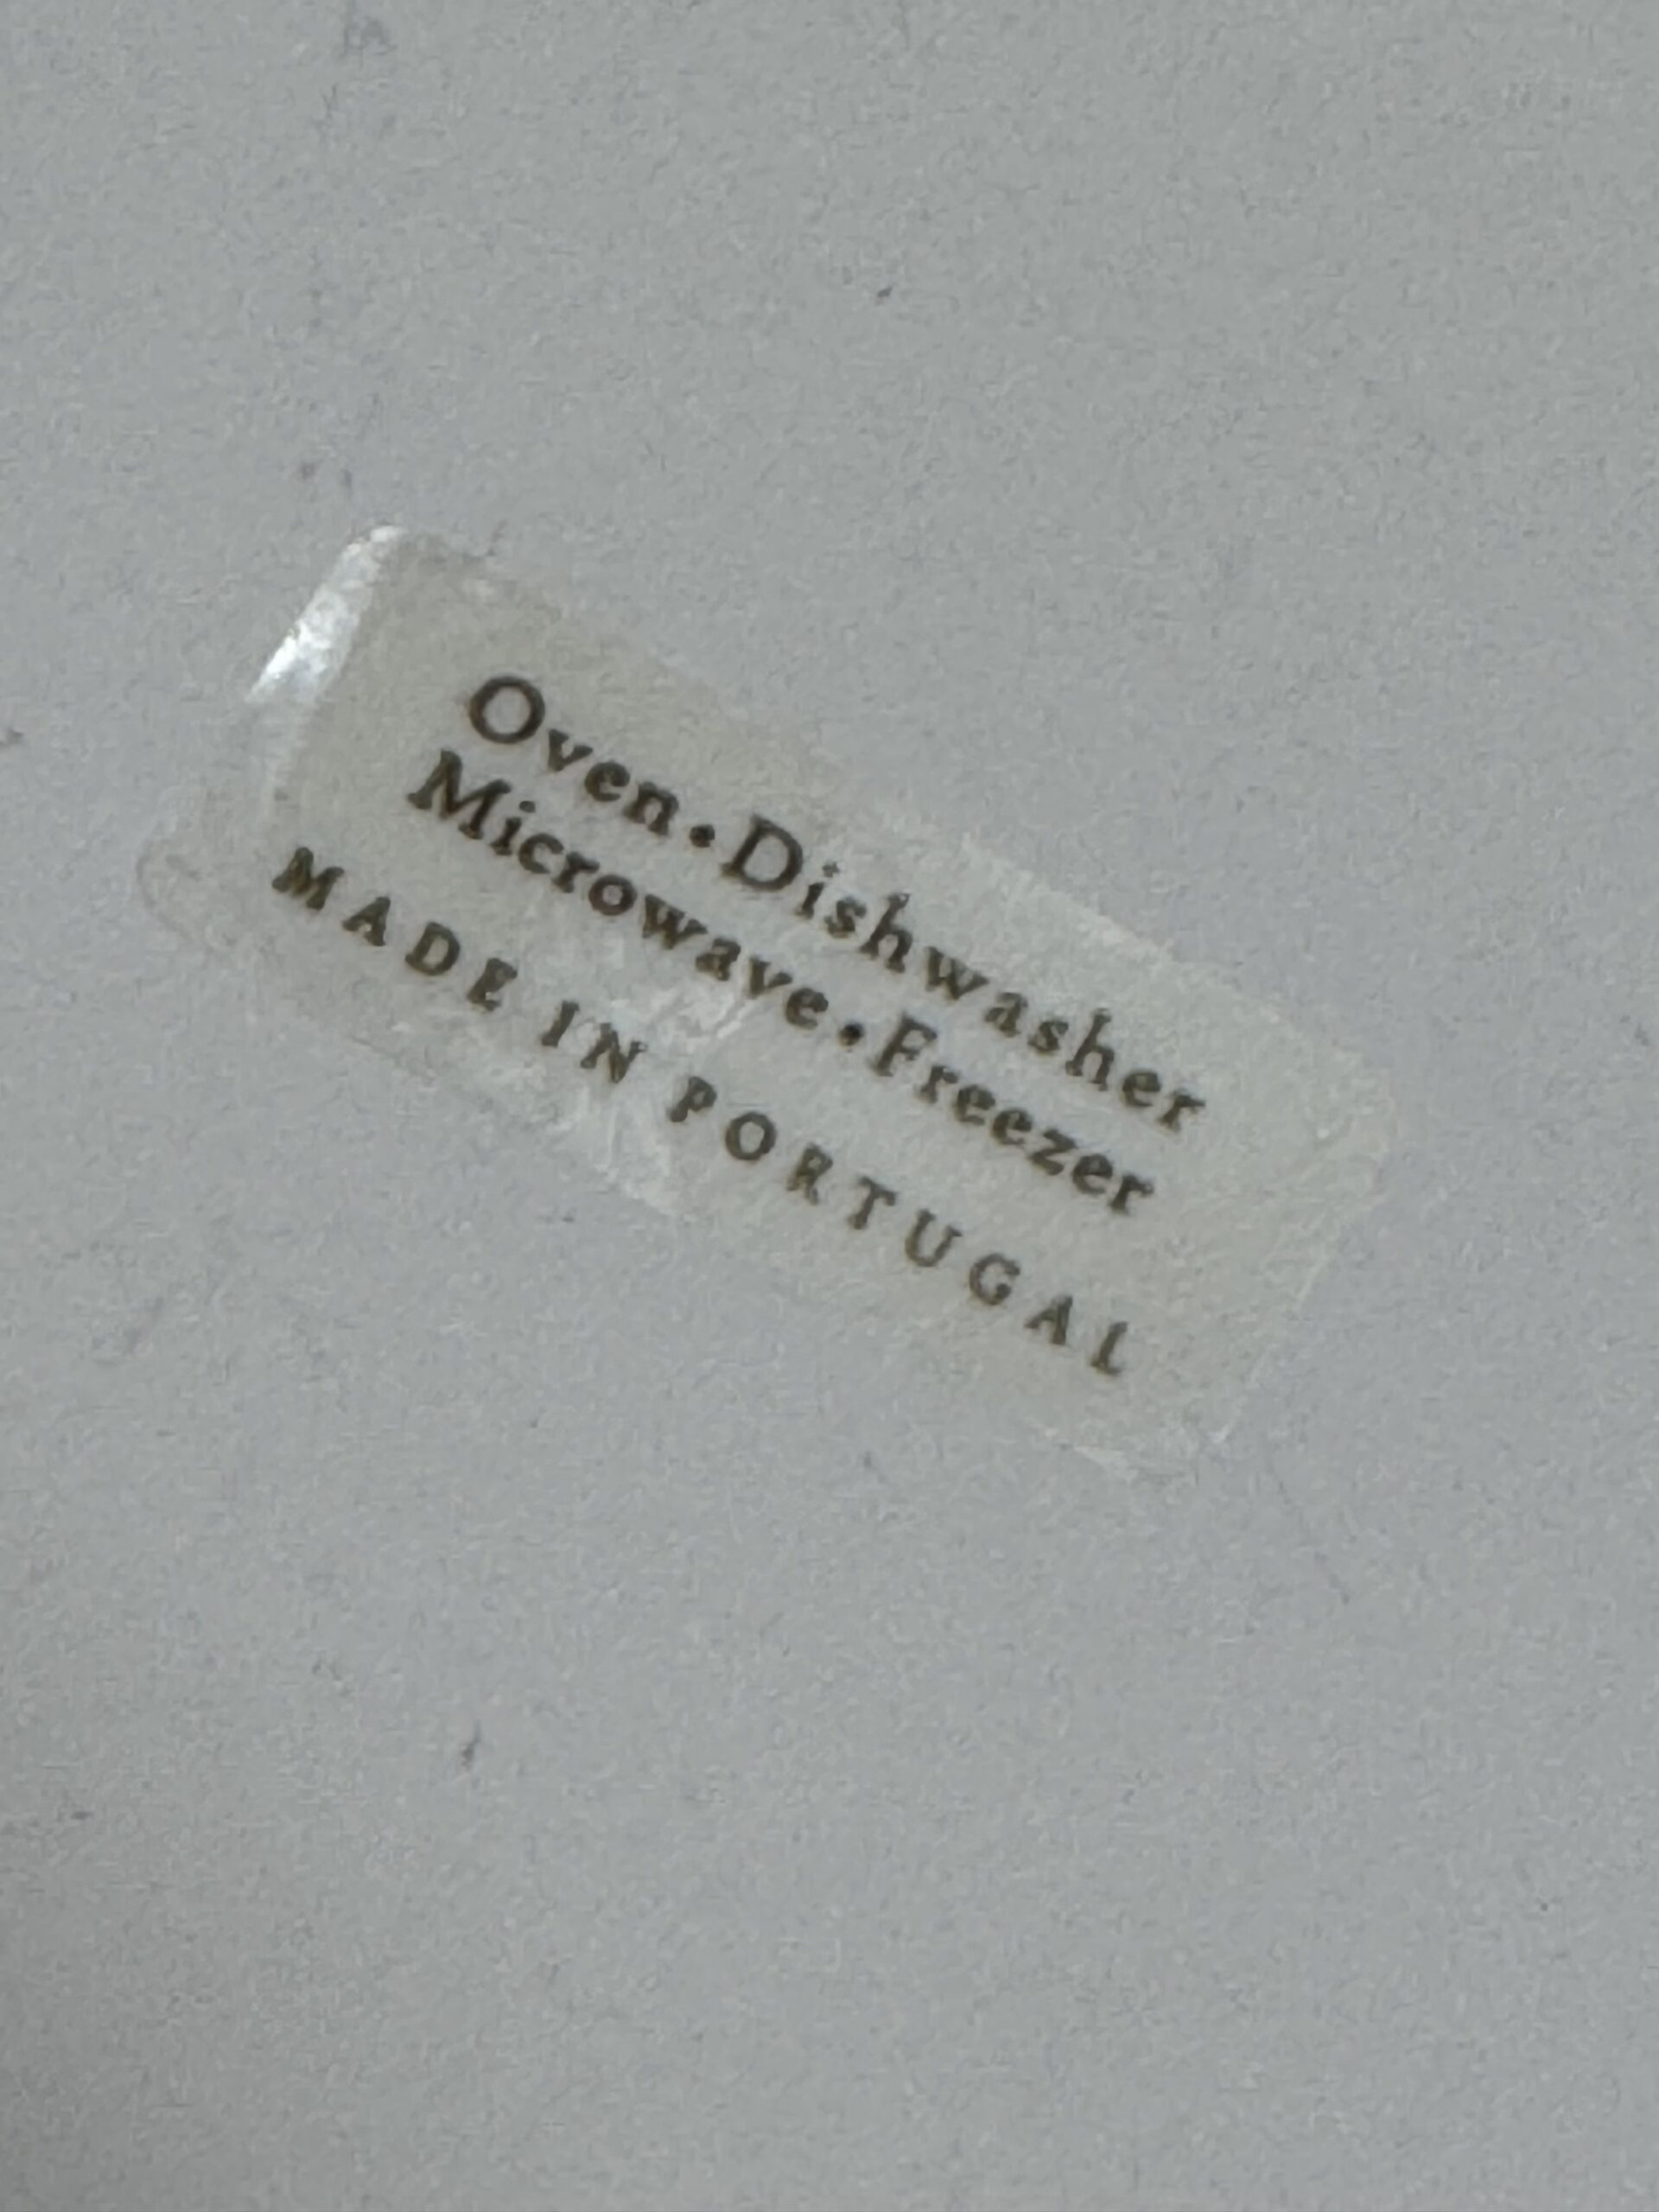 Oven•Dishwasher
Microwave•Freezer
MADE IN PORTUGAL